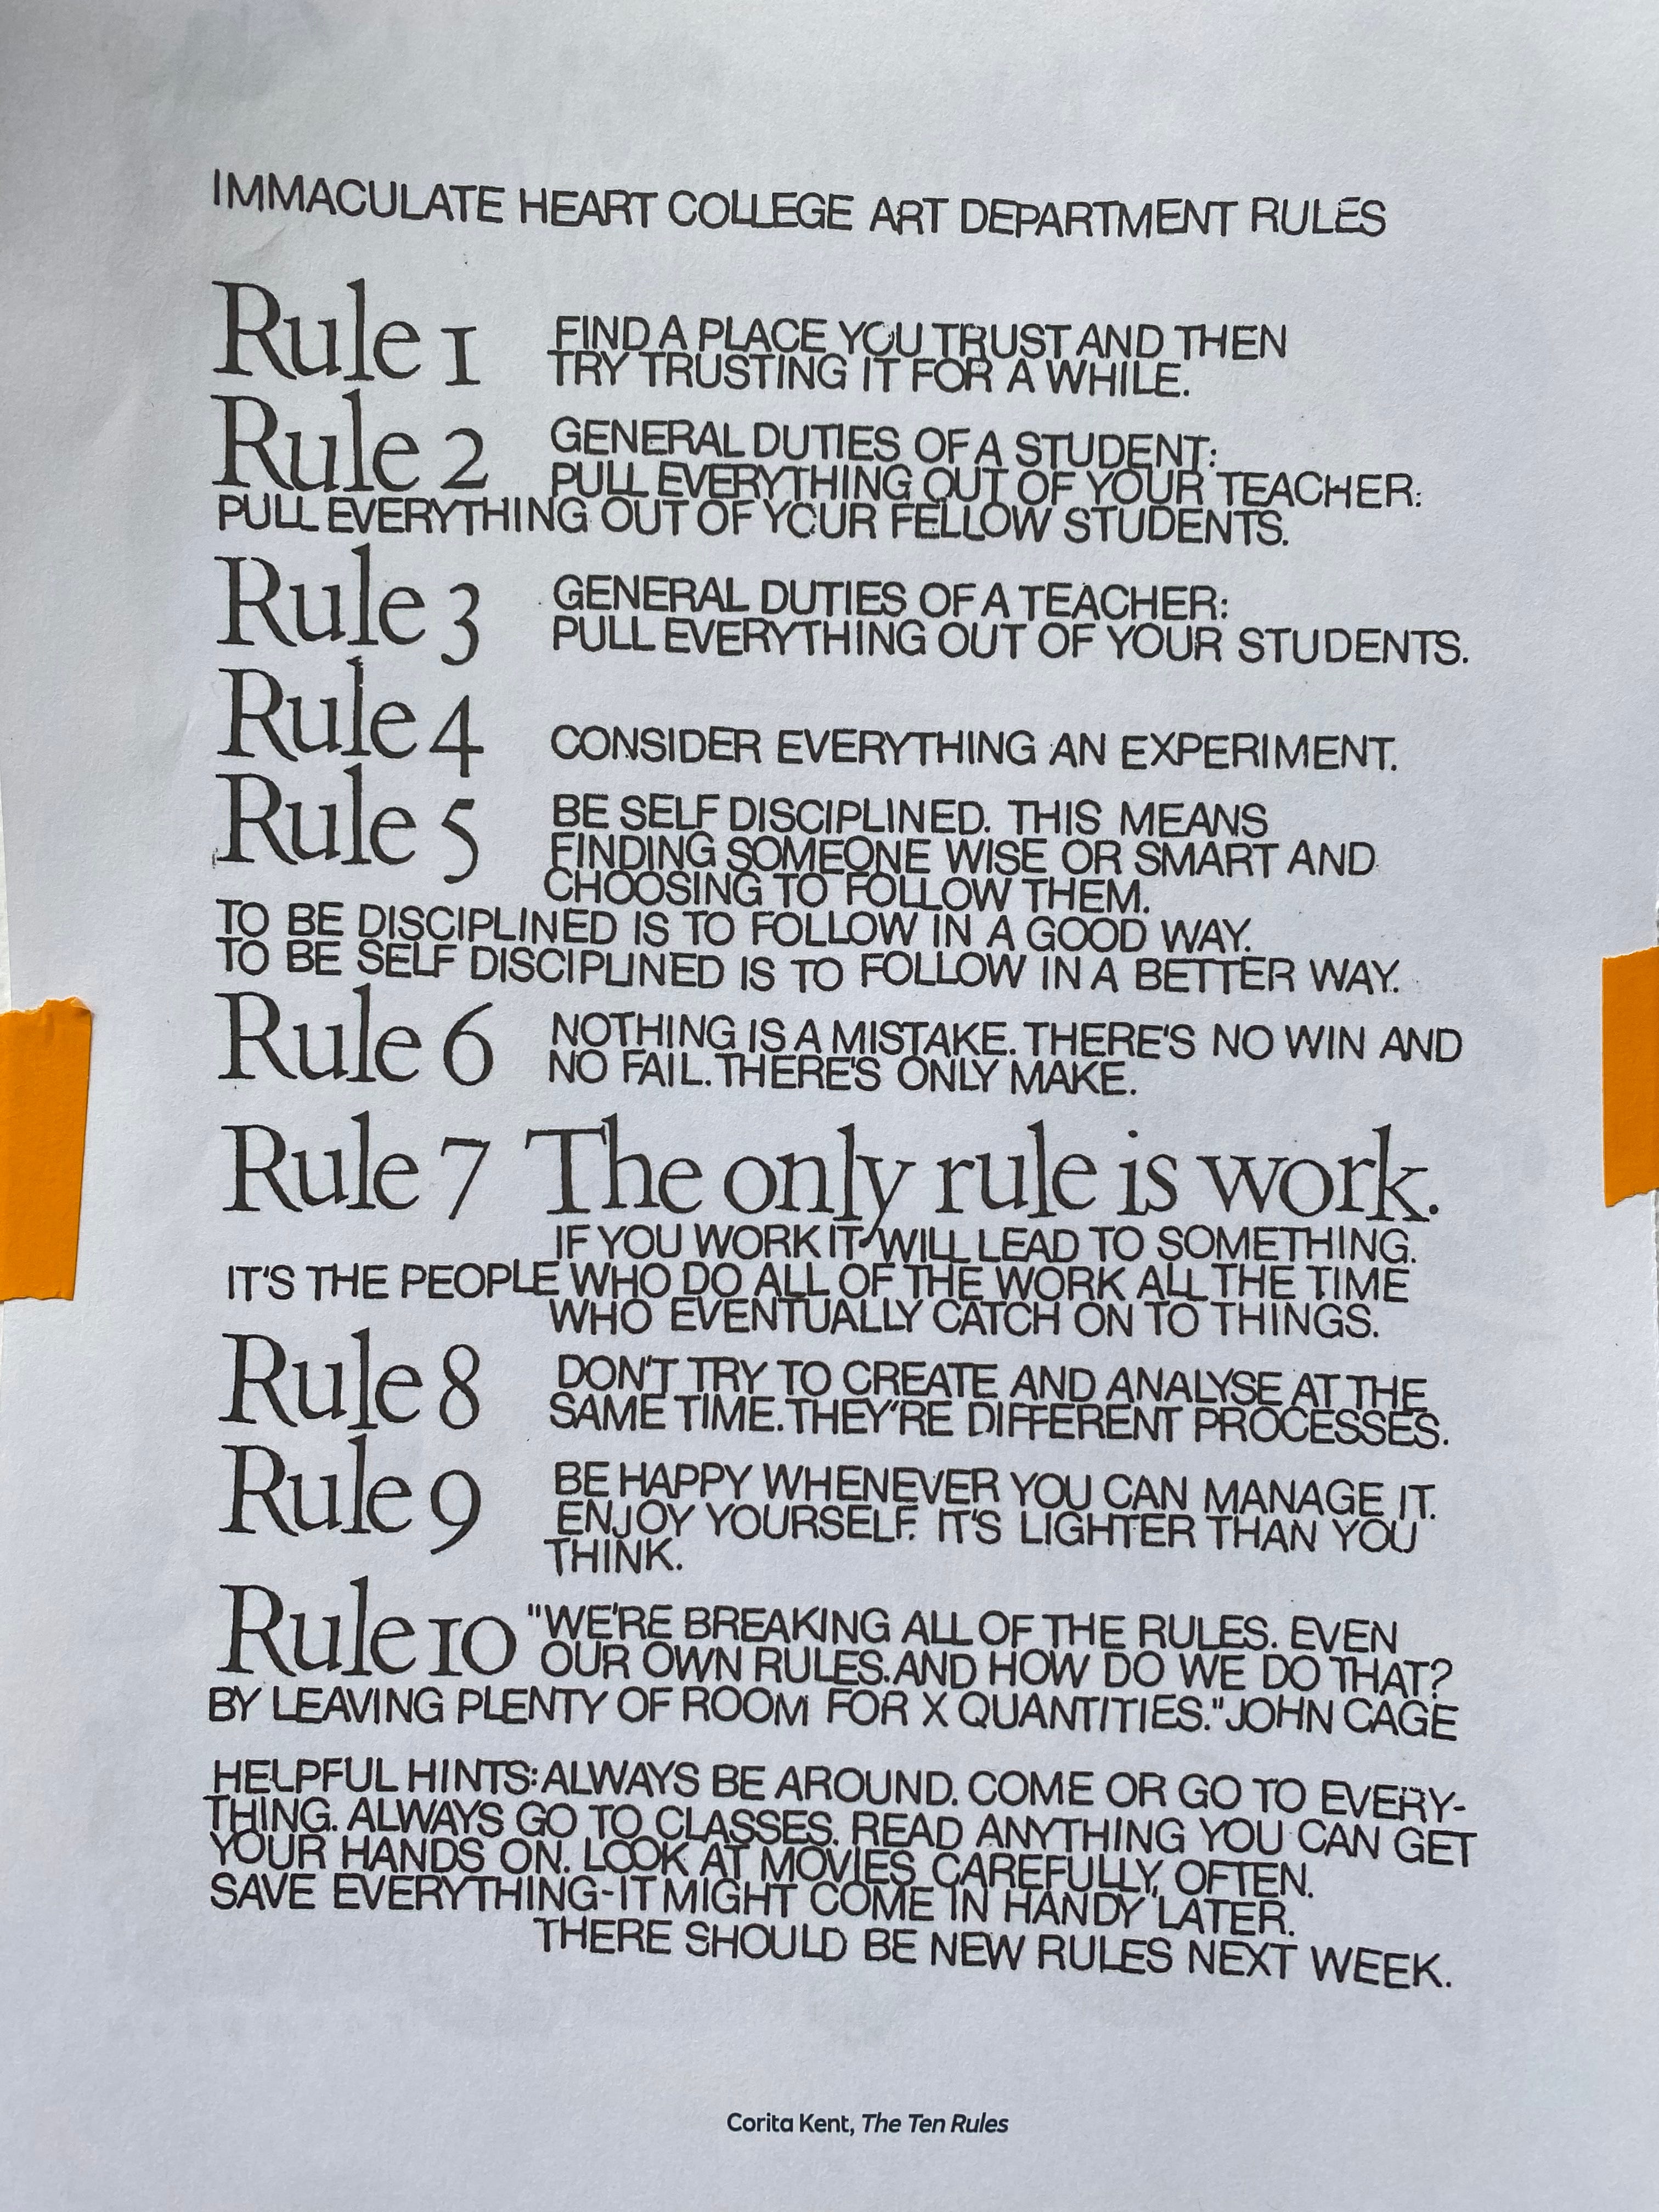 IMMACULATE HEART COLLEGE ART DEPARTMENT RULES
Rule 1 FIND A PLACE YOU TRUST AND THEN
TRY TRUSTING IT FOR A WHILE.
Rule 2 GENERAL DUTIES OF A STUDENT:
PULL EVERYTHING OUT OF YOUR TEACHER:
PULL EVERYTHING OUT OF YOUR FELLOW STUDENTS.
Rule 3 GENERAL DUTIES OF A TEACHER:
PULL EVERYTHING OUT OF YOUR STUDENTS.
Rule 4 CONSIDER EVERYTHING AN EXPERIMENT.
Rule 5 BE SELF DISCIPLINED. THIS MEANS
FINDING SOMEONE WISE OR SMART AND
CHOOSING TO FOLLOW THEM.
TO BE DISCIPLINED IS TO FOLLOW IN A GOOD WAY.
TO BE SELF DISCIPLINED IS TO FOLLOW IN A BETTER WAY.
Rule 6 NOTHING IS A MISTAKE. THERE'S NO WIN AND
NO FAIL. THERE'S ONLY MAKE.
Rule 7 The only rule is work.
IF YOU WORK IT WILL LEAD TO SOMETHING.
IT'S THE PEOPLE WHO DO ALL OF THE WORK ALL THE TIME
WHO EVENTUALLY CATCH ON TO THINGS.
Rule 8 DON'T TRY TO CREATE AND ANALYSE AT THE
SAME TIME. THEY'RE DIFFERENT PROCESSES.
Rule 9 BE HAPPY WHENEVER YOU CAN MANAGE IT.
ENJOY YOURSELF. IT'S LIGHTER THAN YOU
THINK.
Rule 10 "WE'RE BREAKING ALL OF THE RULES. EVEN
OUR OWN RULES. AND HOW DO WE DO THAT?
BY LEAVING PLENTY OF ROOM FOR X QUANTITIES." JOHN CAGE
HELPFUL HINTS: ALWAYS BE AROUND. COME OR GO TO EVERY-
THING. ALWAYS GO TO CLASSES. READ ANYTHING YOU CAN GET
YOUR HANDS ON. LOOK AT MOVIES CAREFULLY, OFTEN.
SAVE EVERYTHING-IT MIGHT COME IN HANDY LATER.
THERE SHOULD BE NEW RULES NEXT WEEK.
Corita Kent, The Ten Rules